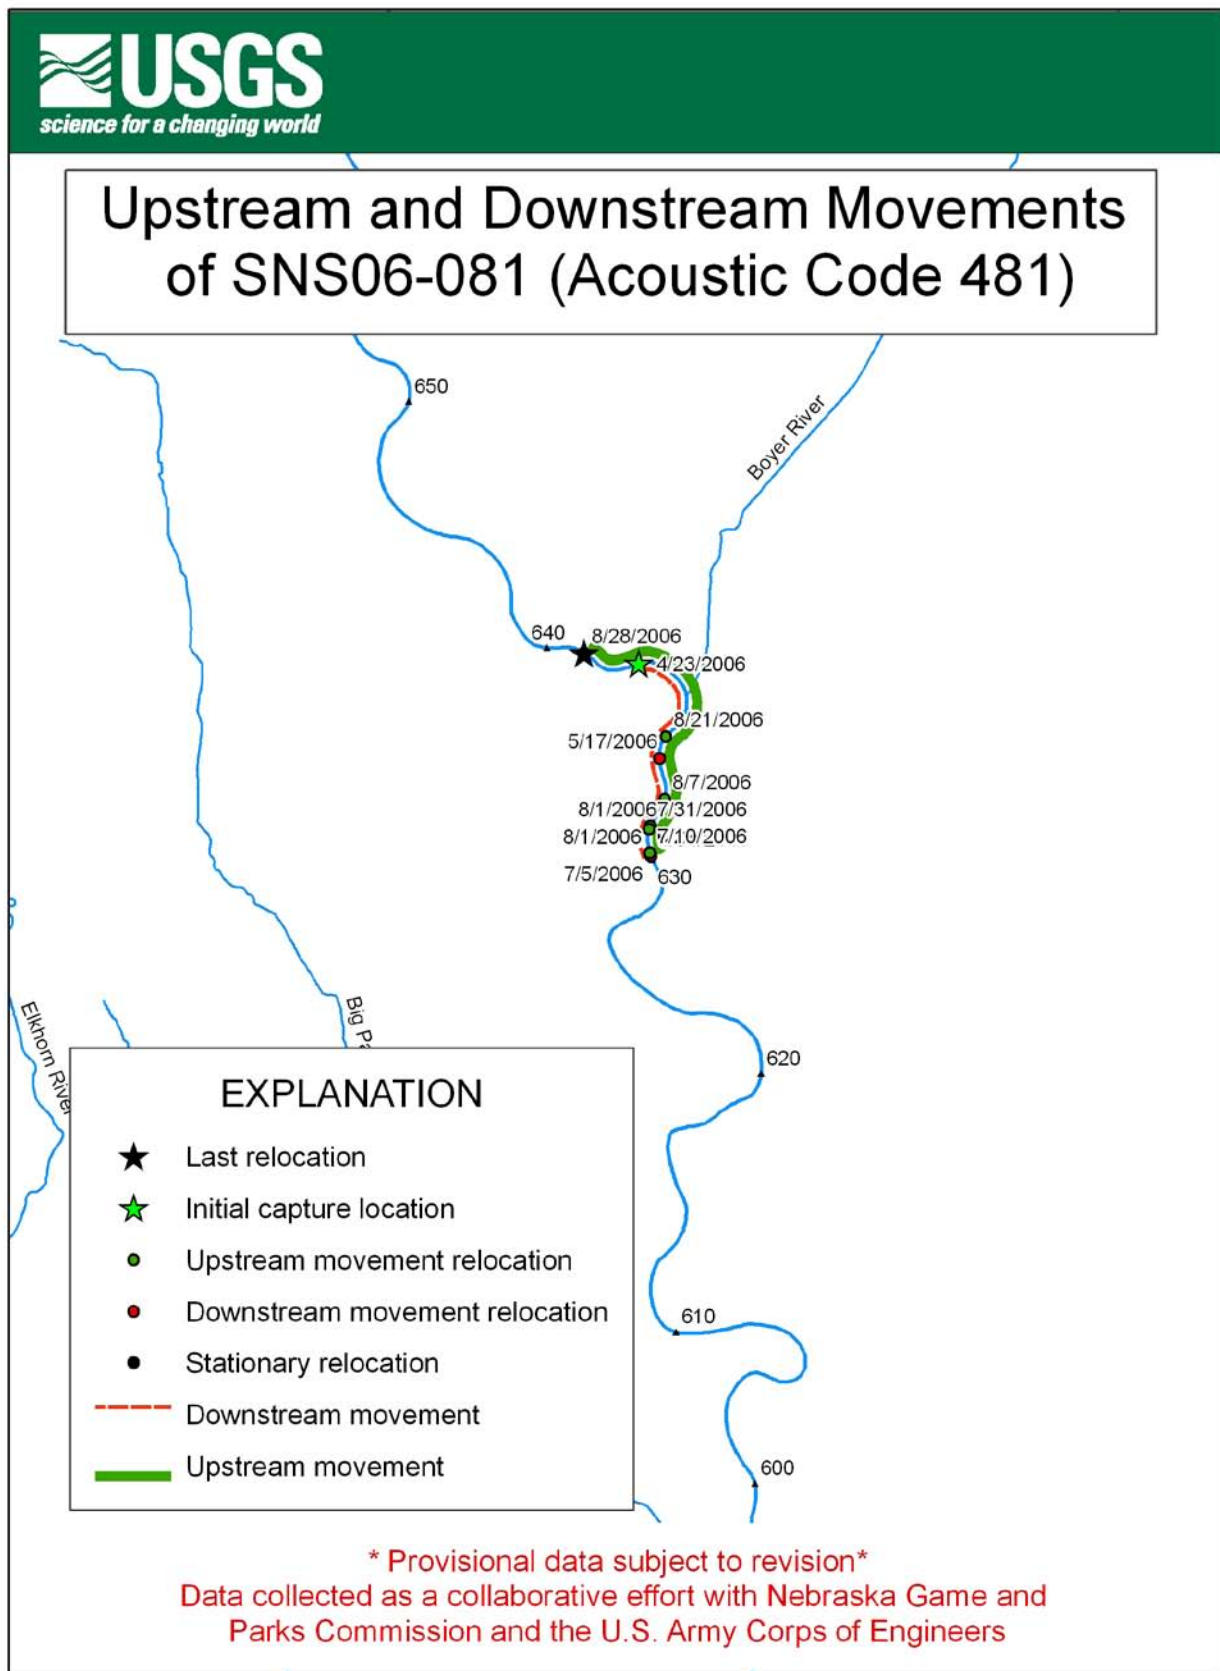 USGS
science for a changing world
Upstream and Downstream Movements
of SNS06-081 (Acoustic Code 481)
650
Boyer River
640
8/28/2006
4/23/2006
8/21/2006
5/17/2006
8/7/2006
8/1/2006
7/31/2006
8/1/2006
7/10/2006
7/5/2006
630
Elkhorn River
Big
620
EXPLANATION
Last relocation
Initial capture location
Upstream movement relocation
Downstream movement relocation
Stationary relocation
Downstream movement
Upstream movement
610
600
* Provisional data subject to revision*
Data collected as a collaborative effort with Nebraska Game and
Parks Commission and the U.S. Army Corps of Engineers